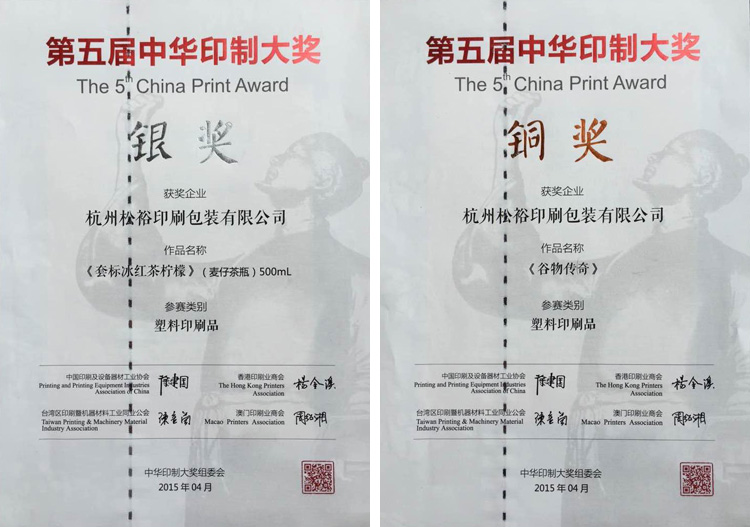 第五届中华印制大奖
The 5th China Print Award
银 奖
获奖企业
杭州松裕印刷包装有限公司
作品名称
《套标冰红茶柠檬》（麦仔茶瓶）500mL
参赛类别
塑料印刷品
中国印刷及设备器材工业协会
Printing and Printing Equipment Industries
Association of China
香港印刷业商会
The Hong Kong Printers
Association
台湾区印刷暨机器材料工业同业公会
Taiwan Printing & Machinery Material
Industry Association
澳门印刷业商会
Macao Printers Association
中华印制大奖组委会
2015 年 04 月
第五届中华印制大奖
The 5th China Print Award
铜 奖
获奖企业
杭州松裕印刷包装有限公司
作品名称
《谷物传奇》
参赛类别
塑料印刷品
中国印刷及设备器材工业协会
Printing and Printing Equipment Industries
Association of China
香港印刷业商会
The Hong Kong Printers
Association
台湾区印刷暨机器材料工业同业公会
Taiwan Printing & Machinery Material
Industry Association
澳门印刷业商会
Macao Printers Association
中华印制大奖组委会
2015 年 04 月